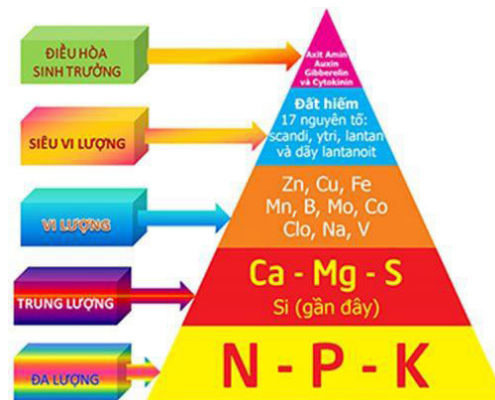 ĐIỀU HÒA
SINH TRƯỞNG
Axit Amin
Auxin
Gibberelin
và Cytokinin
SIÊU VI LƯỢNG
Đất hiếm
17 nguyên tố:
scandi, ytri, lantan
và dãy lantanoit
VI LƯỢNG
Zn, Cu, Fe
Mn, B, Mo, Co
Clo, Na, V
TRUNG LƯỢNG
Ca - Mg - S
Si (gần đây)
ĐA LƯỢNG
N - P - K